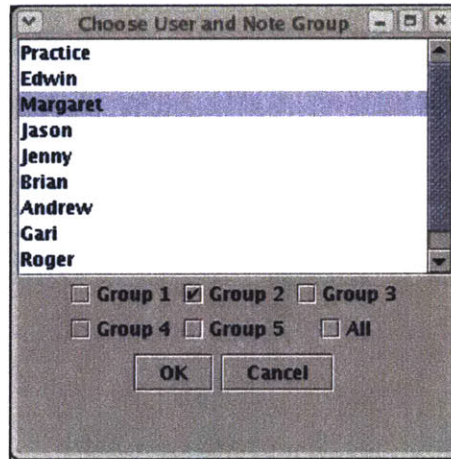 Choose User and Note Group
Practice
Edwin
Margaret
Jason
Jenny
Brian
Andrew
Gari
Roger
Group 1 Group 2 Group 3
Group 4 Group 5 All
OK Cancel